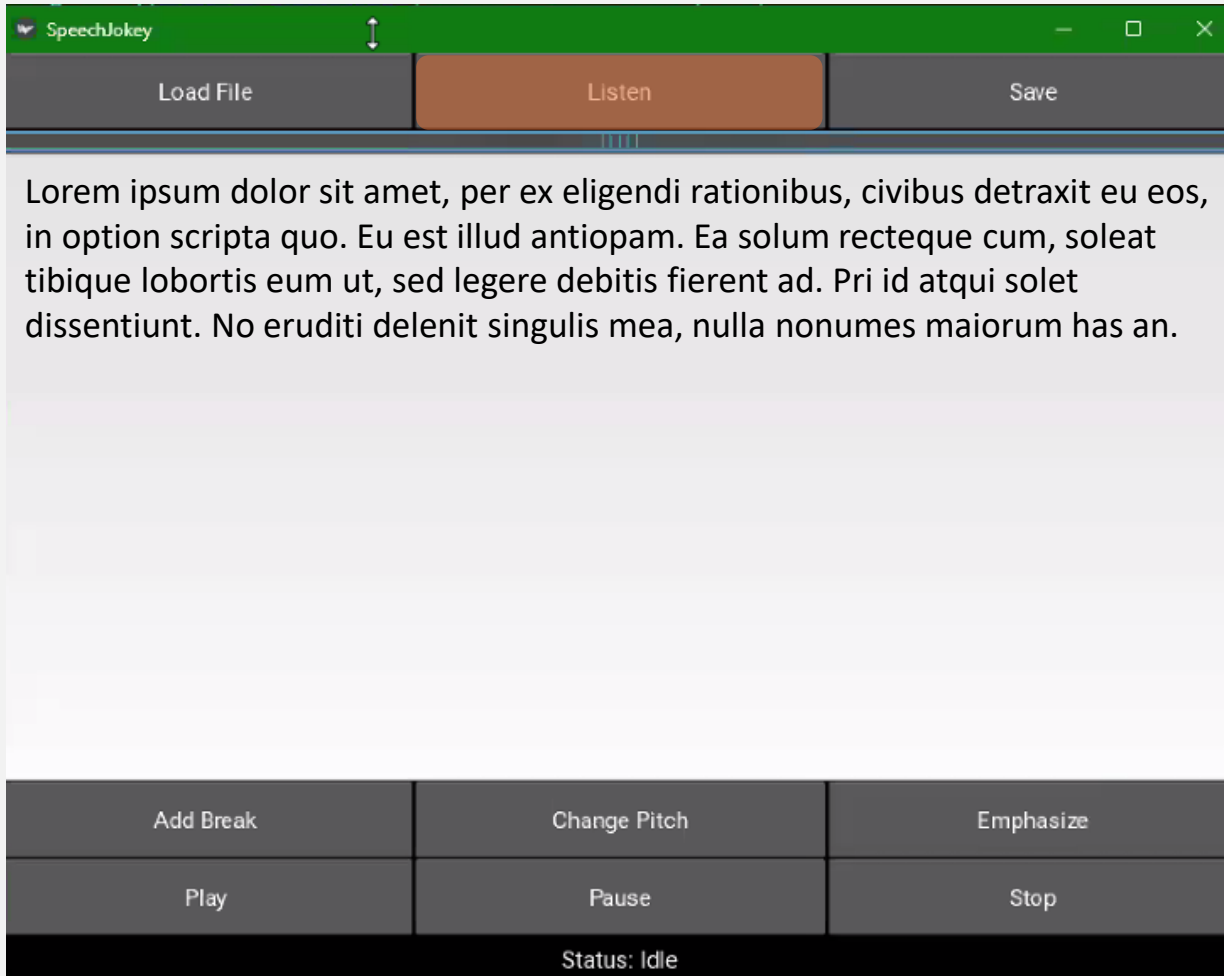 SpeechJokey
Load File Listen Save
Lorem ipsum dolor sit amet, per ex eligendi rationibus, civibus detraxit eu eos,
in option scripta quo. Eu est illud antiopam. Ea solum recteque cum, soleat
tibique lobortis eum ut, sed legere debitis fierent ad. Pri id atqui solet
dissentiunt. No eruditi delenit singulis mea, nulla nonumes maiorum has an.
Add Break Change Pitch Emphasize
Play Pause Stop
Status: Idle